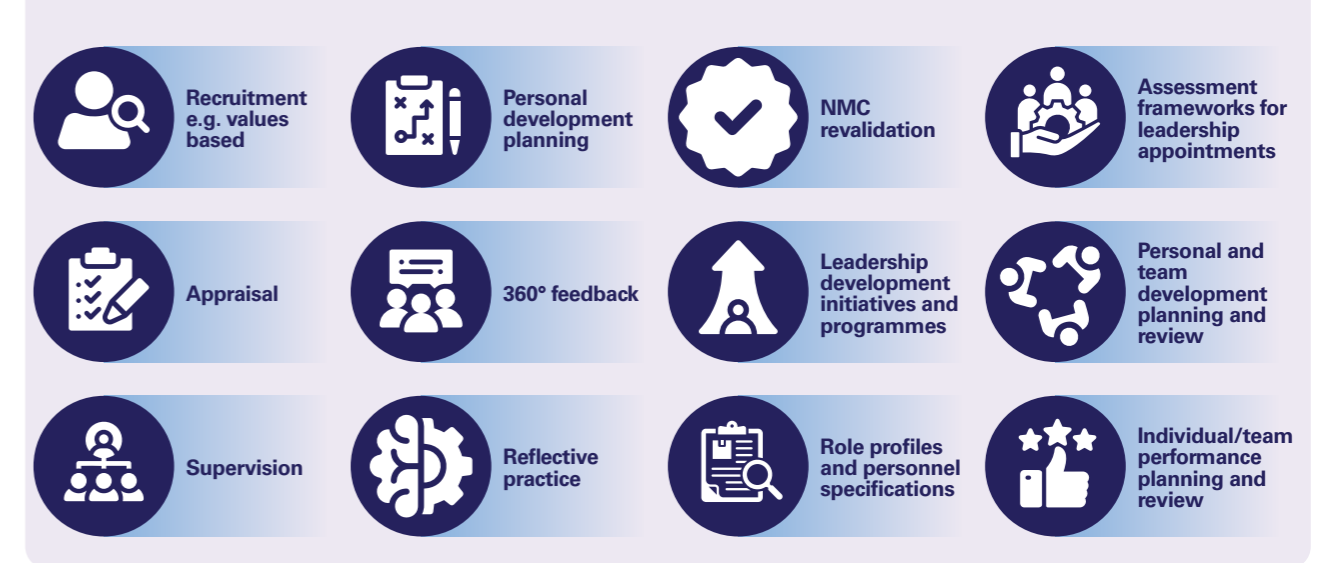 Recruitment
e.g. values
based
Personal
development
planning
NMC
revalidation
Assessment
frameworks for
leadership
appointments
Appraisal
360° feedback
Leadership
development
initiatives and
programmes
Personal and
team
development
planning and
review
Supervision
Reflective
practice
Role profiles
and personnel
specifications
Individual/team
performance
planning and
review